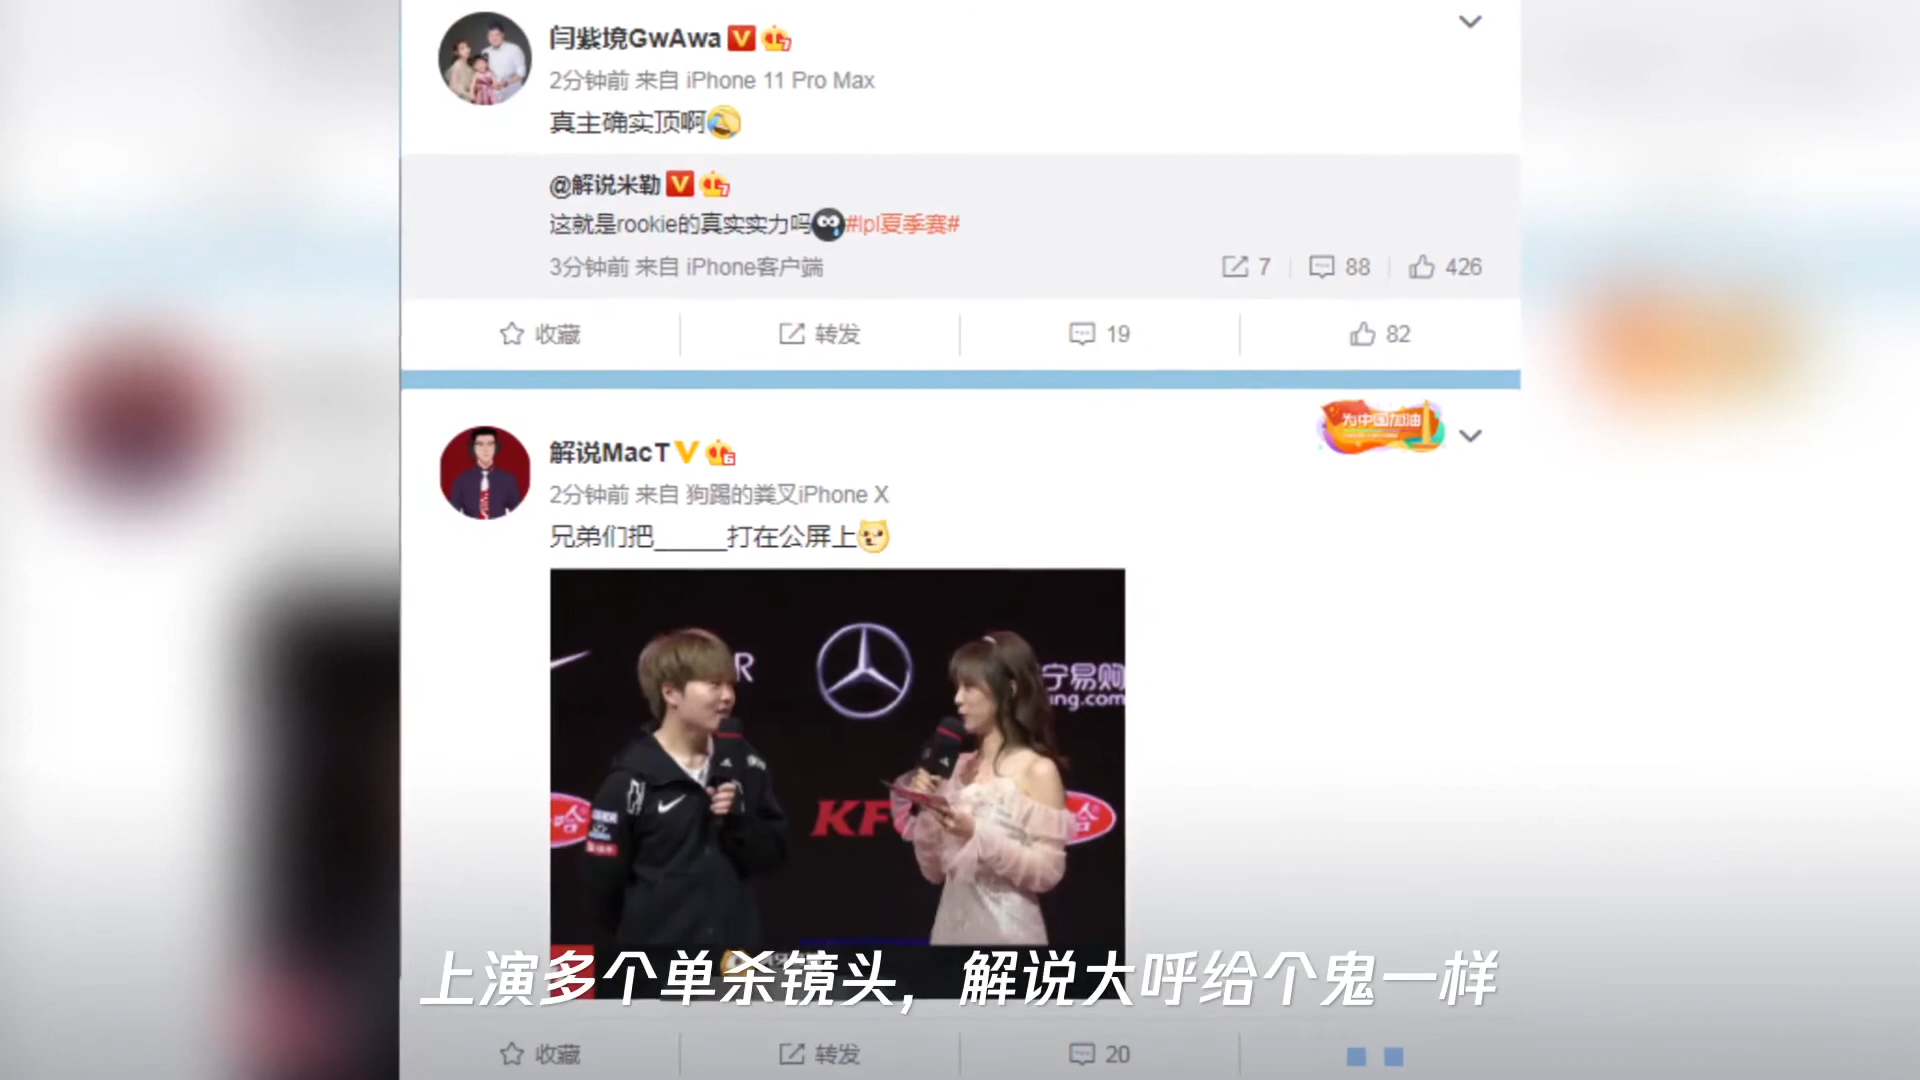 闫紫境GwAwa
2分钟前 来自 iPhone 11 Pro Max
真主确实顶啊
@解说米勒
这就是rookie的真实实力吗#lpl夏季赛#
3分钟前 来自 iPhone客户端
7 88 426
收藏 转发 19 82
为中国加油
解说MacT
2分钟前 来自 狗踢的粪叉iPhone X
兄弟们把_____打在公屏上
R
宁易购
ing.com
KF
哈
上演多个单杀镜头，解说大呼给个鬼一样
收藏 转发 20